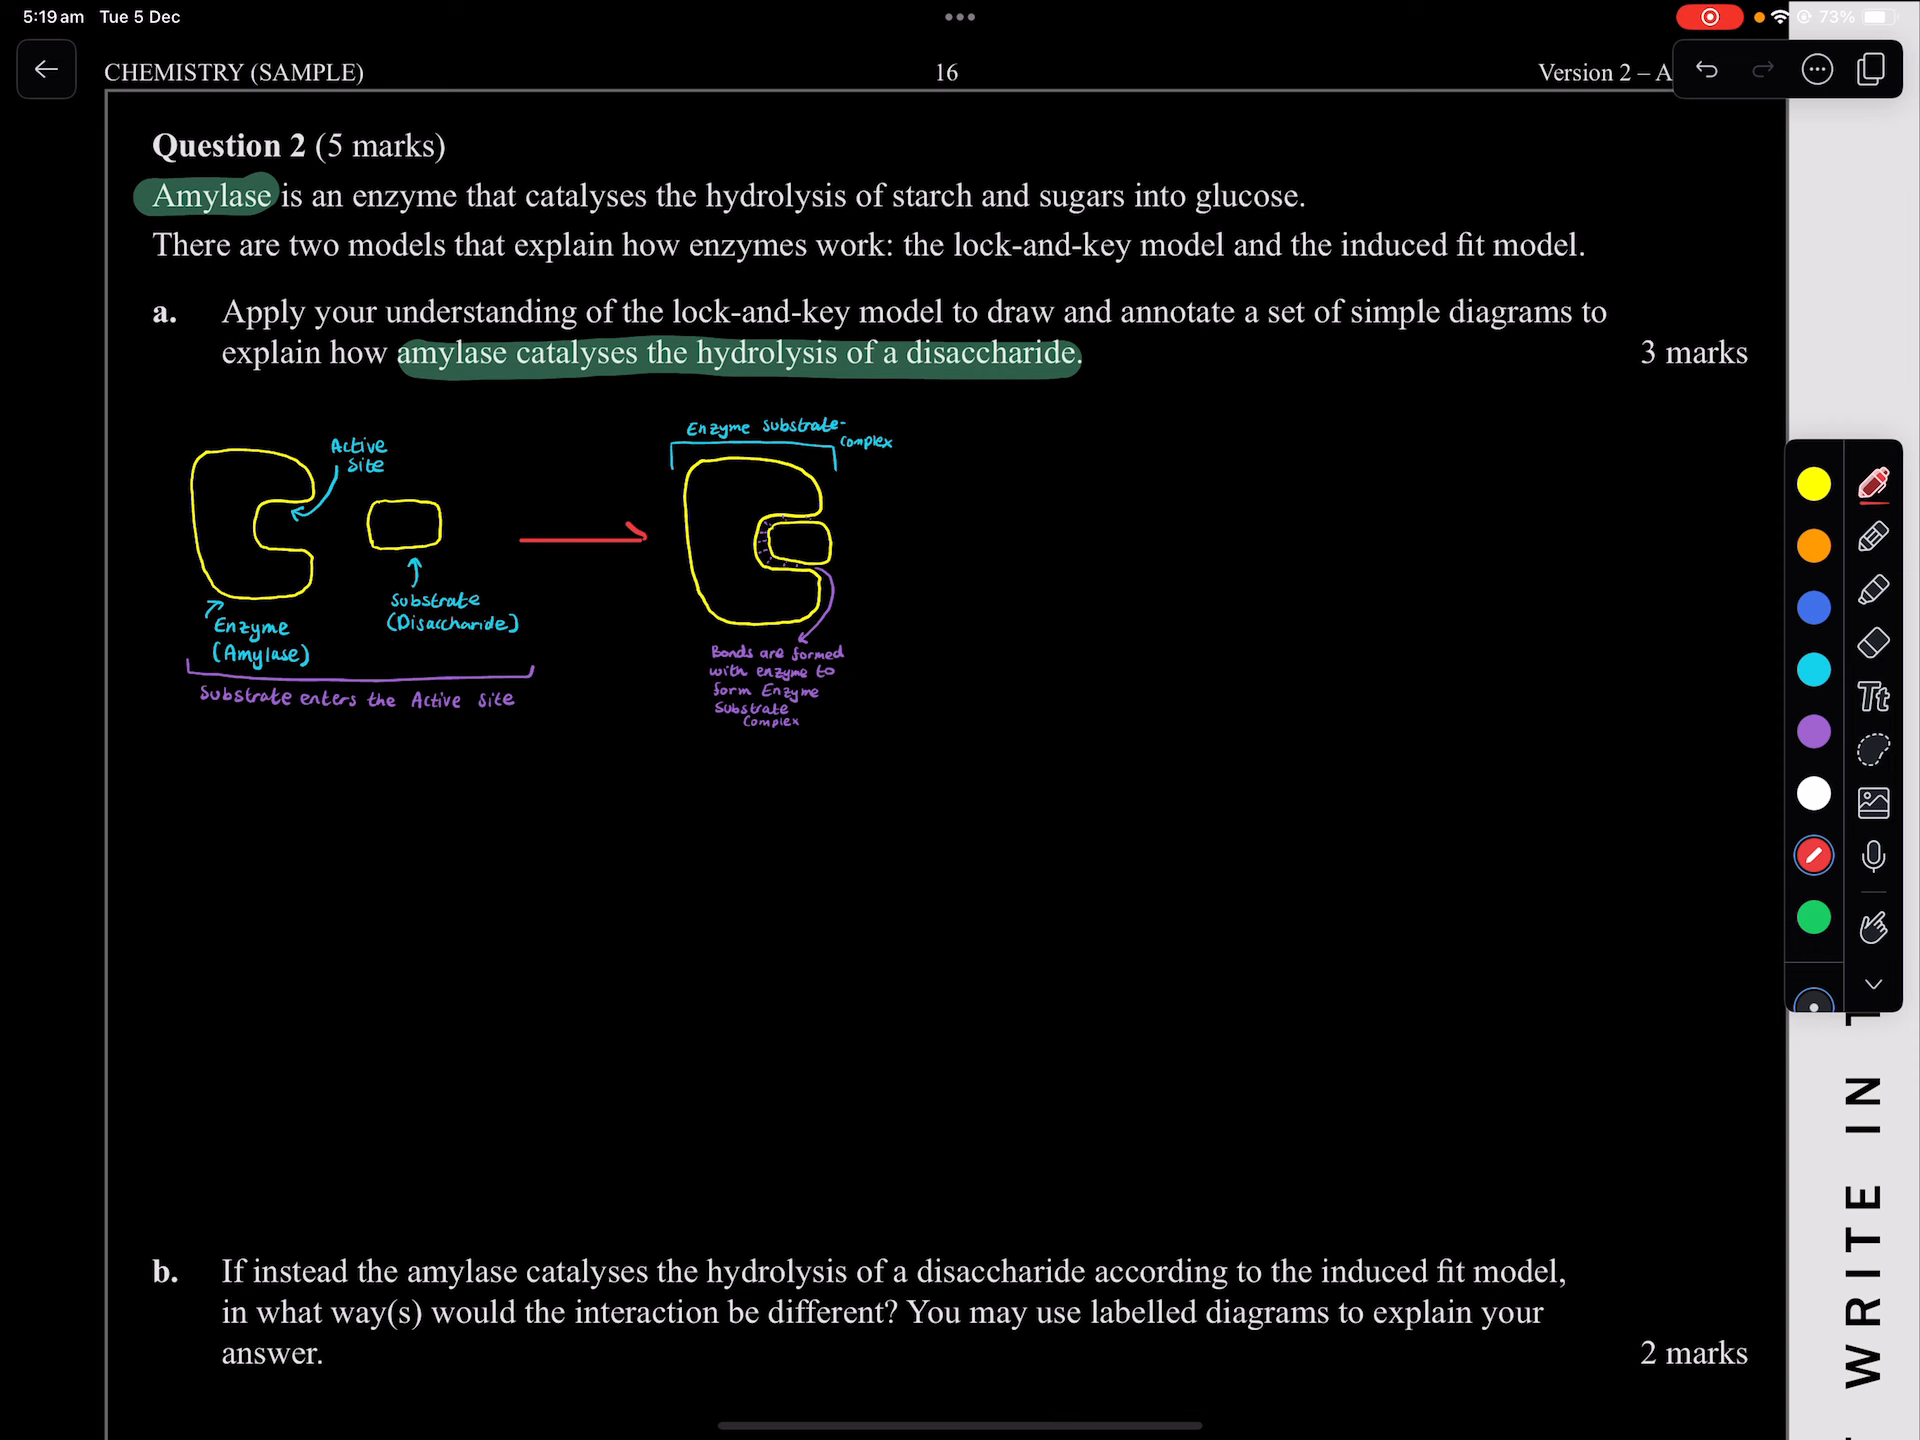 5:19 am Tue 5 Dec
73%
CHEMISTRY (SAMPLE)
16
Version 2 – A
Question 2 (5 marks)
Amylase is an enzyme that catalyses the hydrolysis of starch and sugars into glucose.
There are two models that explain how enzymes work: the lock-and-key model and the induced fit model.
a. Apply your understanding of the lock-and-key model to draw and annotate a set of simple diagrams to
explain how amylase catalyses the hydrolysis of a disaccharide.
3 marks
Active
Site
Enzyme
(Amylase)
Substrate
(Disaccharide)
Substrate enters the Active Site
Enzyme Substrate-
Complex
Bonds are formed
with enzyme to
form Enzyme
Substrate
Complex
Tt
b. If instead the amylase catalyses the hydrolysis of a disaccharide according to the induced fit model,
in what way(s) would the interaction be different? You may use labelled diagrams to explain your
answer.
2 marks
WRITE IN